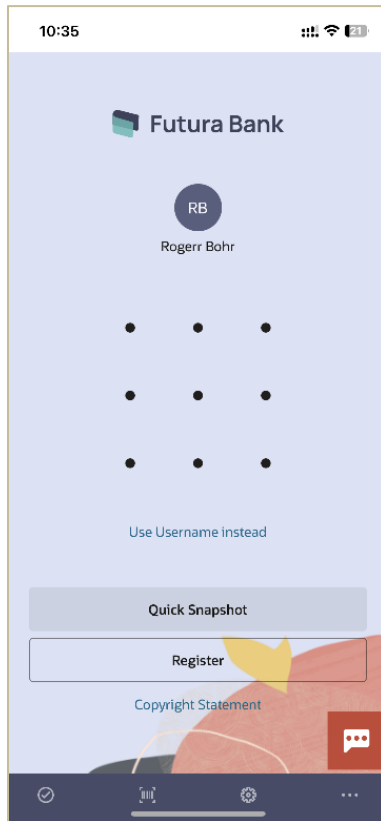 10:35
21
Futura Bank
RB
Rogerr Bohr
Use Username instead
Quick Snapshot
Register
Copyright Statement